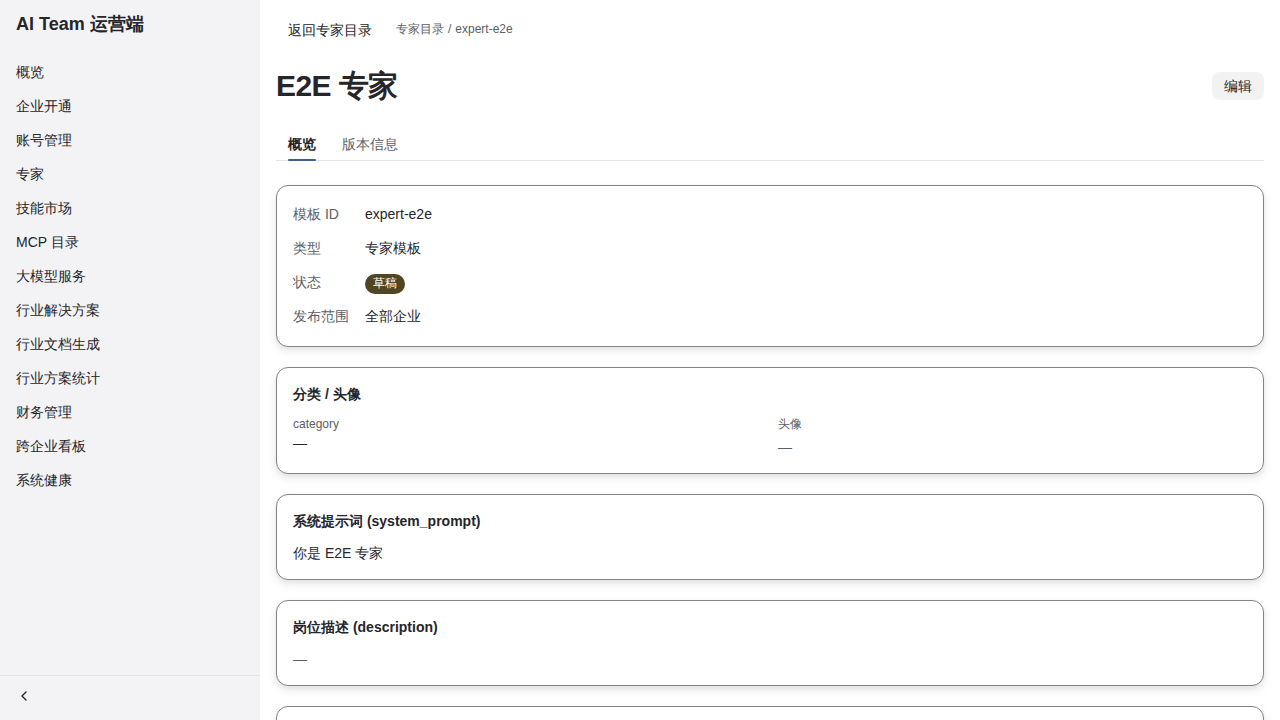 AI Team 运营端
概览
企业开通
账号管理
专家
技能市场
MCP 目录
大模型服务
行业解决方案
行业文档生成
行业方案统计
财务管理
跨企业看板
系统健康
返回专家目录 专家目录 / expert-e2e
E2E 专家 编辑
概览 版本信息
模板 ID expert-e2e
类型 专家模板
状态 草稿
发布范围 全部企业
分类 / 头像
category 头像
— —
系统提示词 (system_prompt)
你是 E2E 专家
岗位描述 (description)
—